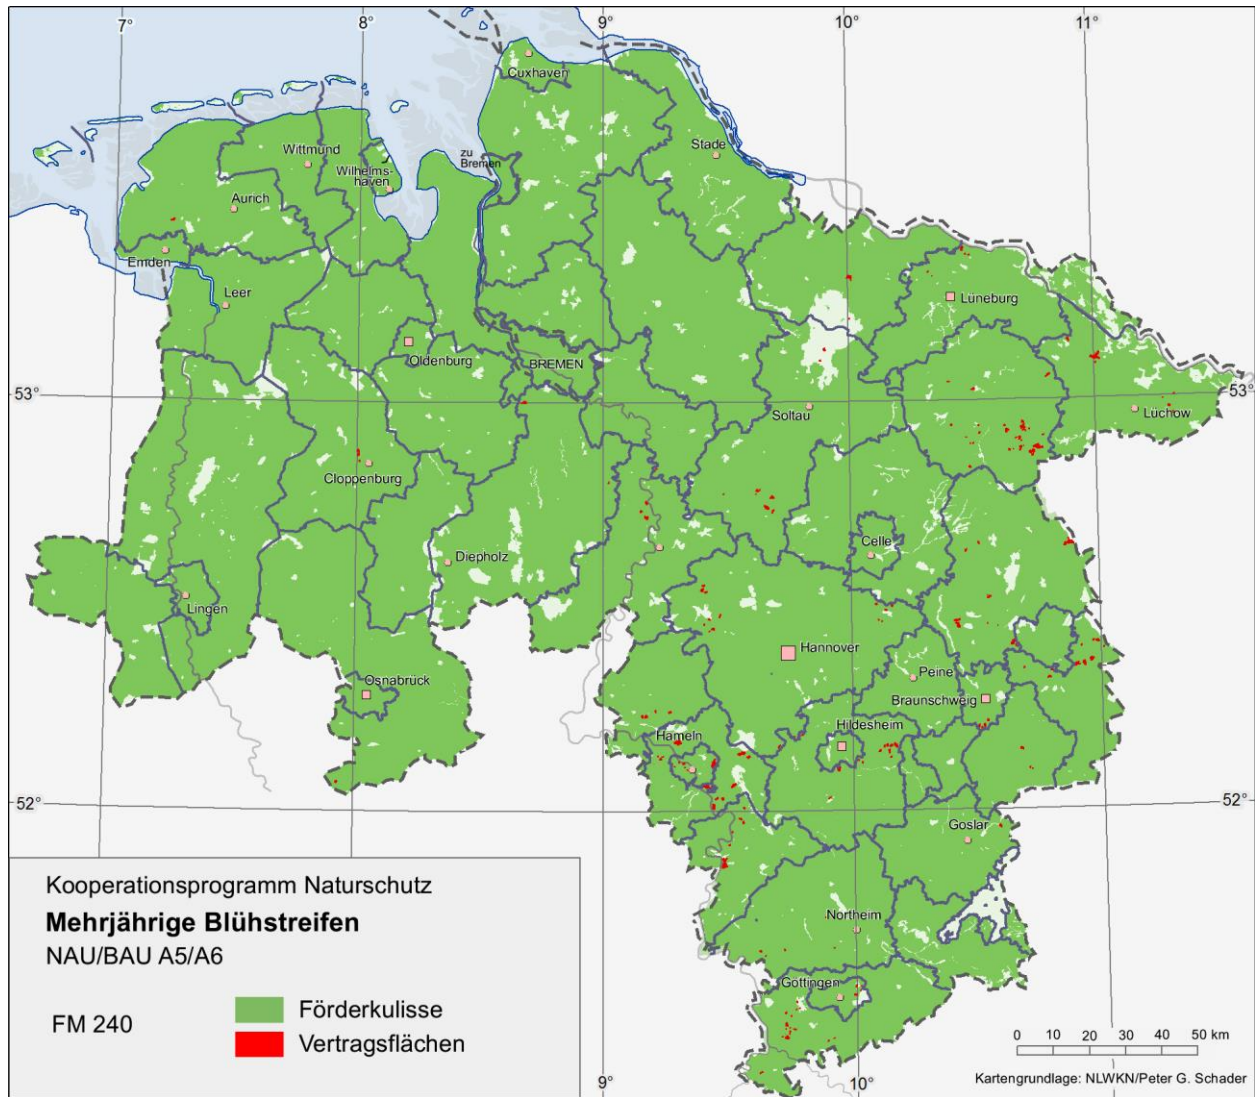 7°
8°
9°
10°
11°
Cuxhaven
Stade
zu
Bremen
Wittmund
Wilhelms-
haven
Aurich
Emden
Leer
Lüneburg
Oldenburg
BREMEN
53°
53°
Soltau
Lüchow
Cloppenburg
Celle
Diepholz
Lingen
Hannover
Peine
Osnabrück
Braunschweig
Hildesheim
Hameln
52°
52°
Goslar
Northeim
Göttingen
9°
10°
Kooperationsprogramm Naturschutz
Mehrjährige Blühstreifen
NAU/BAU A5/A6
FM 240
Förderkulisse
Vertragsflächen
0 10 20 30 40 50 km
Kartengrundlage: NLWKN/Peter G. Schader